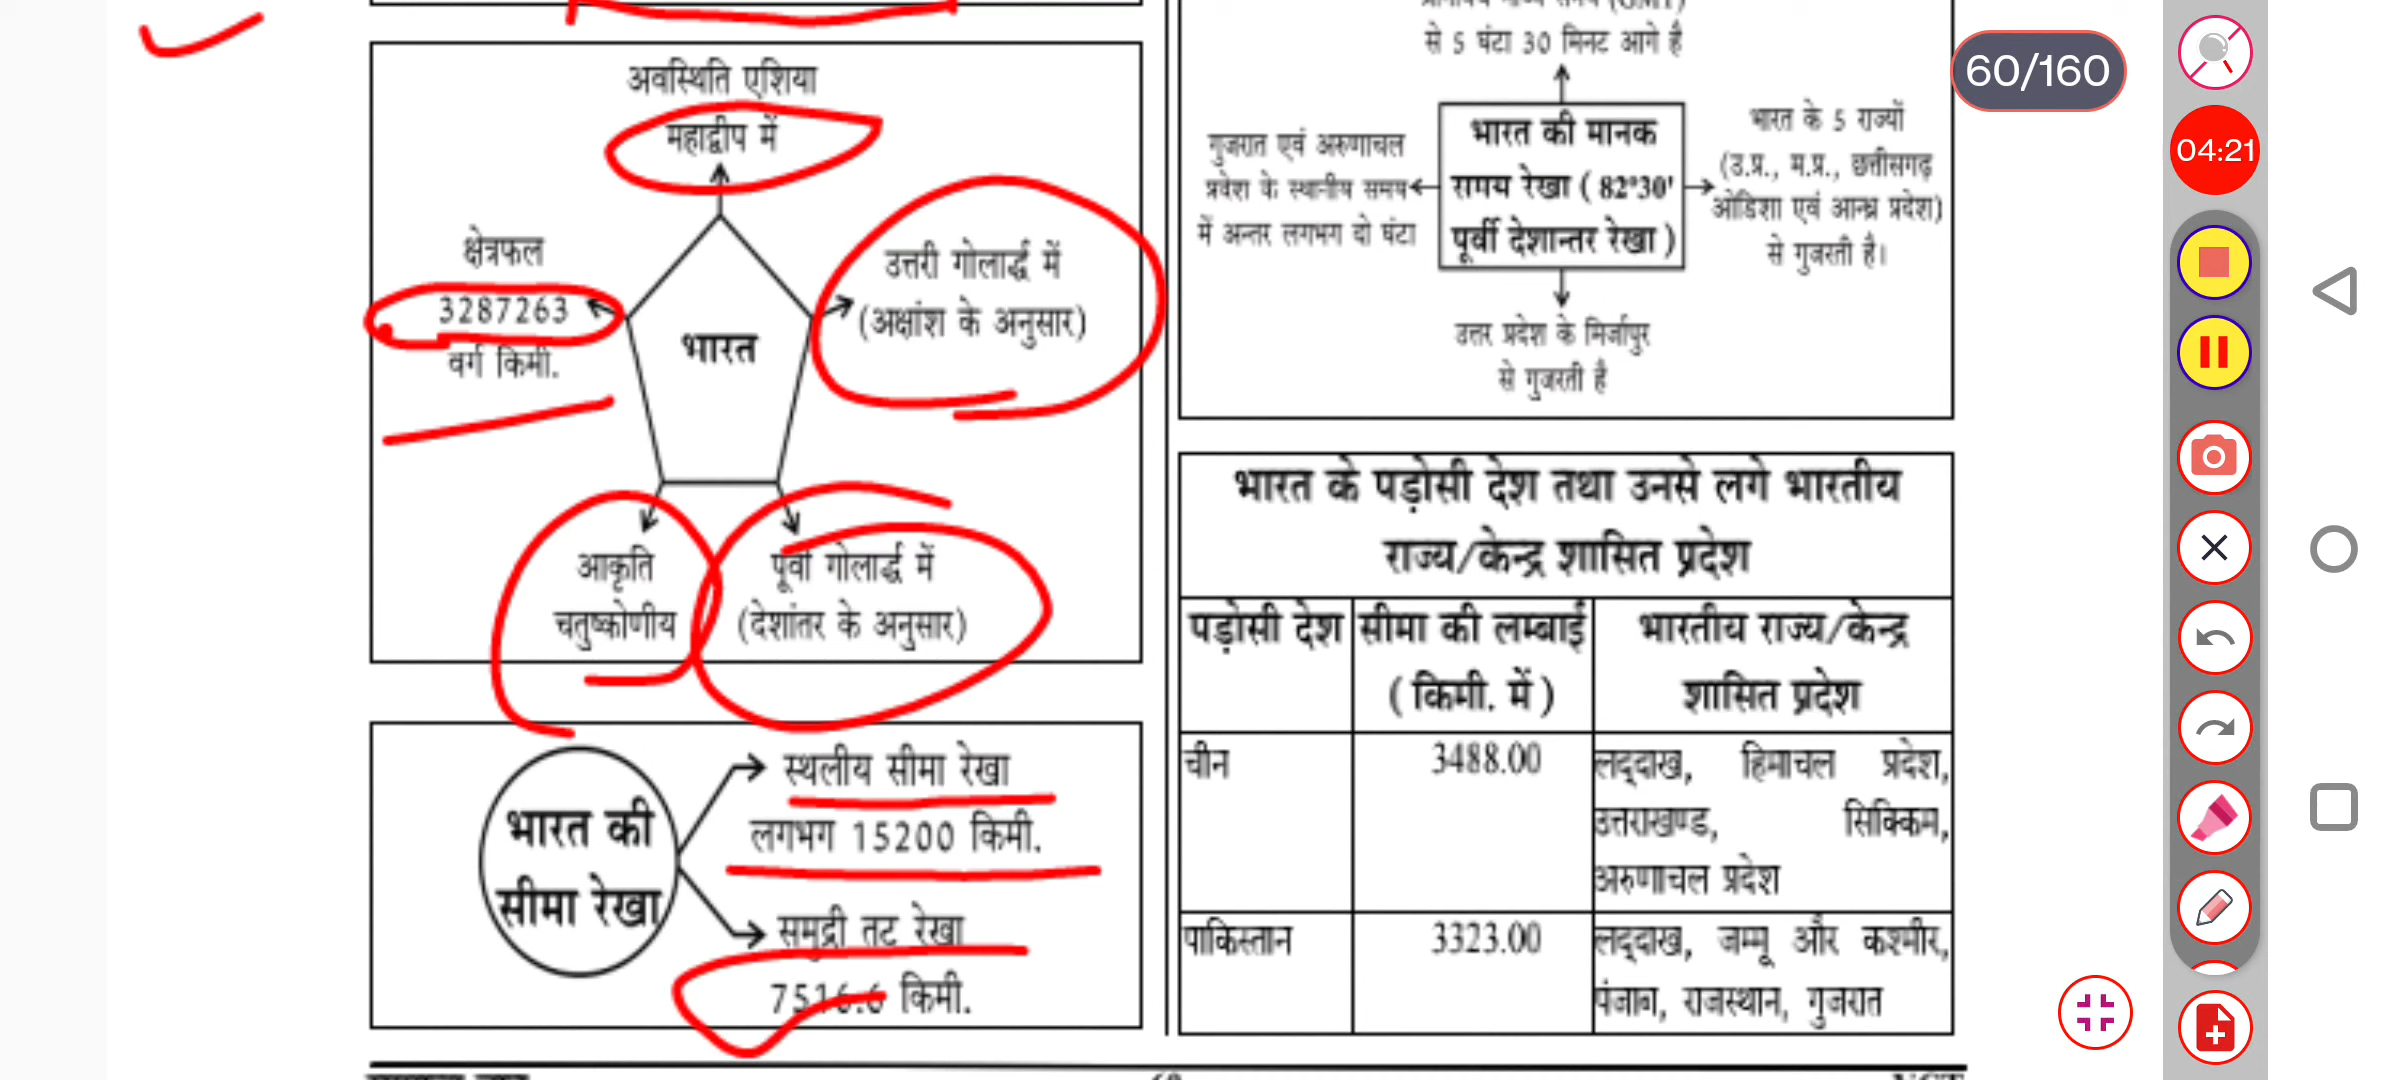 अवस्थिति एशिया
महाद्वीप में
क्षेत्रफल
3287263
वर्ग किमी.
भारत
उत्तरी गोलार्द्ध में
(अक्षांश के अनुसार)
आकृति
चतुष्कोणीय
पूर्वी गोलार्द्ध में
(देशांतर के अनुसार)
भारत की
सीमा रेखा
स्थलीय सीमा रेखा
लगभग 15200 किमी.
समुद्री तट रेखा
7516.6 किमी.
से 5 घंटा 30 मिनट आगे है
गुजरात एवं अरुणाचल
प्रदेश के स्थानीय समय
में अन्तर लगभग दो घंटा
भारत की मानक
समय रेखा ( 82°30'
पूर्वी देशान्तर रेखा )
भारत के 5 राज्यों
(उ.प्र., म.प्र., छत्तीसगढ़
ओडिशा एवं आन्ध्र प्रदेश)
से गुजरती है।
उत्तर प्रदेश के मिर्जापुर
से गुजरती है
भारत के पड़ोसी देश तथा उनसे लगे भारतीय
राज्य/केन्द्र शासित प्रदेश
पड़ोसी देश
सीमा की लम्बाई
( किमी. में )
भारतीय राज्य/केन्द्र
शासित प्रदेश
चीन
3488.00
लद्दाख, हिमाचल प्रदेश,
उत्तराखण्ड, सिक्किम,
अरुणाचल प्रदेश
पाकिस्तान
3323.00
लद्दाख, जम्मू और कश्मीर,
पंजाब, राजस्थान, गुजरात
60/160
04:21